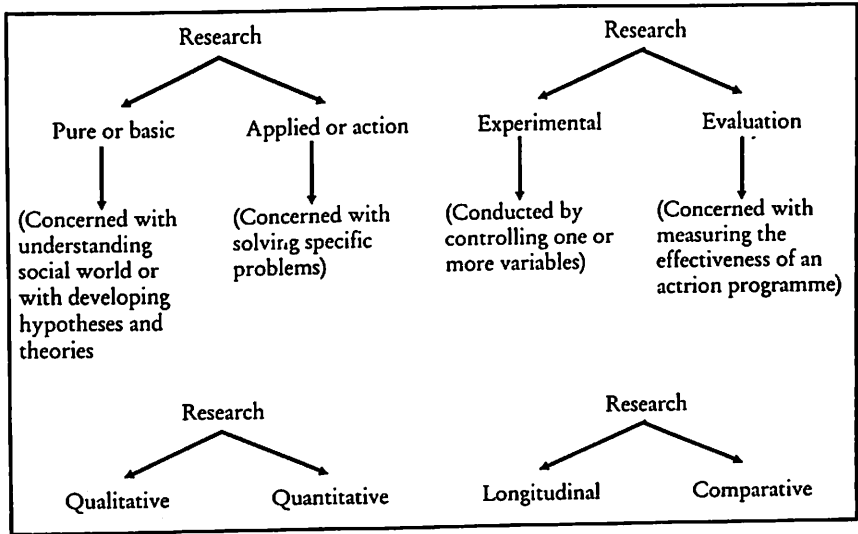 Research
Pure or basic
Applied or action
(Concerned with
understanding
social world or
with developing
hypotheses and
theories
(Concerned with
solving specific
problems)
Research
Experimental
Evaluation
(Conducted by
controlling one or
more variables)
(Concerned with
measuring the
effectiveness of an
actrion programme)
Research
Qualitative
Quantitative
Research
Longitudinal
Comparative